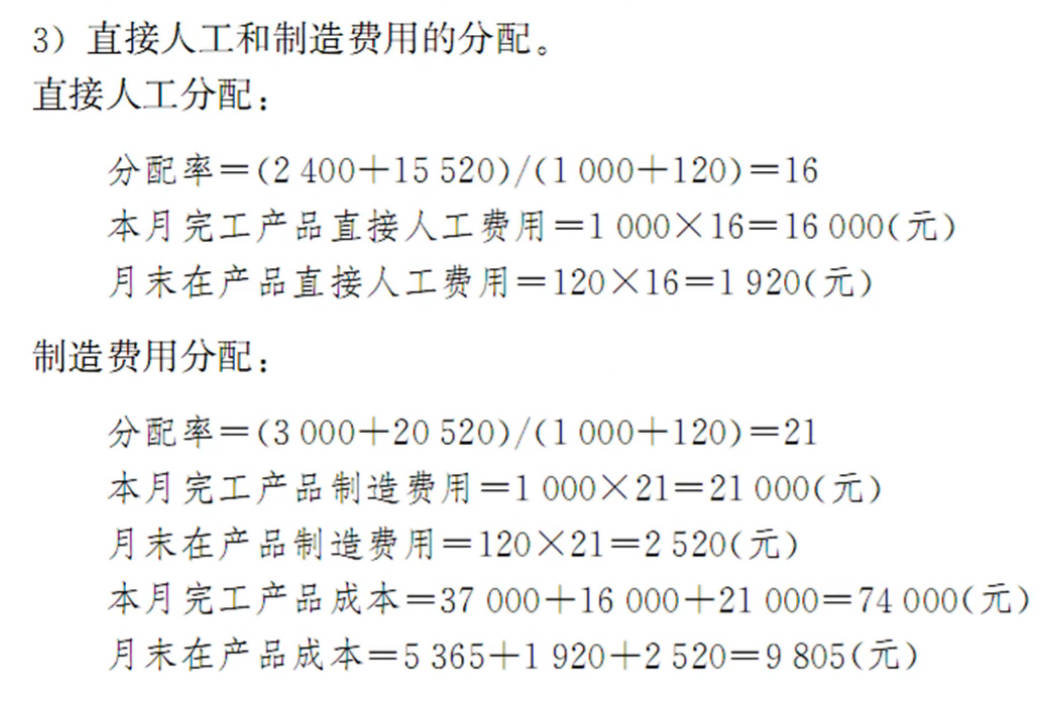 3）直接人工和制造费用的分配。
直接人工分配：
分配率＝(2 400＋15 520)/(1 000＋120)＝16
本月完工产品直接人工费用＝1 000×16＝16 000(元)
月末在产品直接人工费用＝120×16＝1 920(元)
制造费用分配：
分配率＝(3 000＋20 520)/(1 000＋120)＝21
本月完工产品制造费用＝1 000×21＝21 000(元)
月末在产品制造费用＝120×21＝2 520(元)
本月完工产品成本＝37 000＋16 000＋21 000＝74 000(元)
月末在产品成本＝5 365＋1 920＋2 520＝9 805(元)